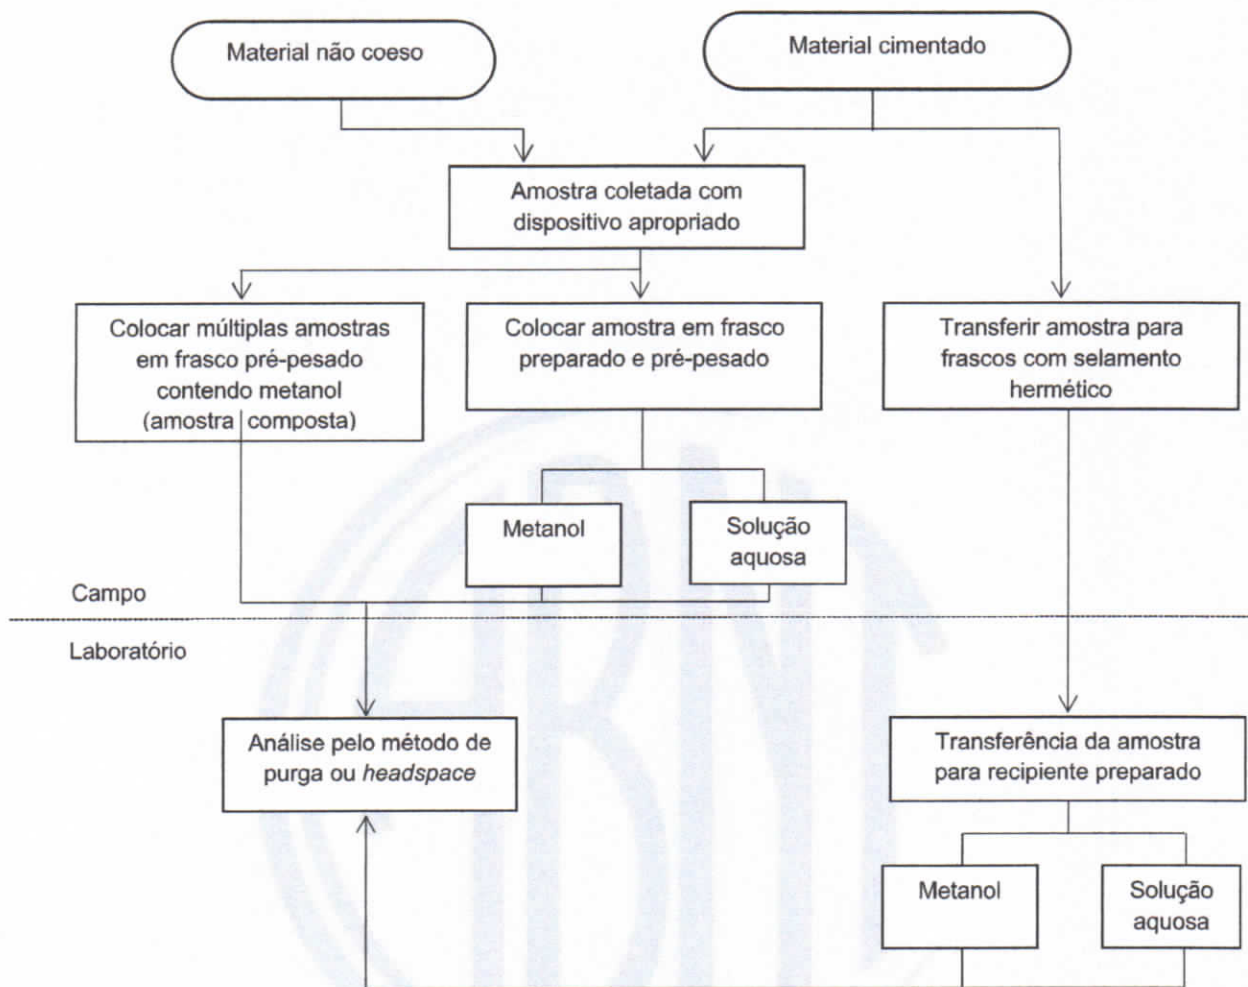 Material não coeso
Material cimentado
Amostra coletada com
dispositivo apropriado
Colocar múltiplas amostras
em frasco pré-pesado
contendo metanol
(amostra composta)
Colocar amostra em frasco
preparado e pré-pesado
Transferir amostra para
frascos com selamento
hermético
Metanol
Solução
aquosa
Campo
Laboratório
Análise pelo método de
purga ou headspace
Transferência da amostra
para recipiente preparado
Metanol
Solução
aquosa
ABNT